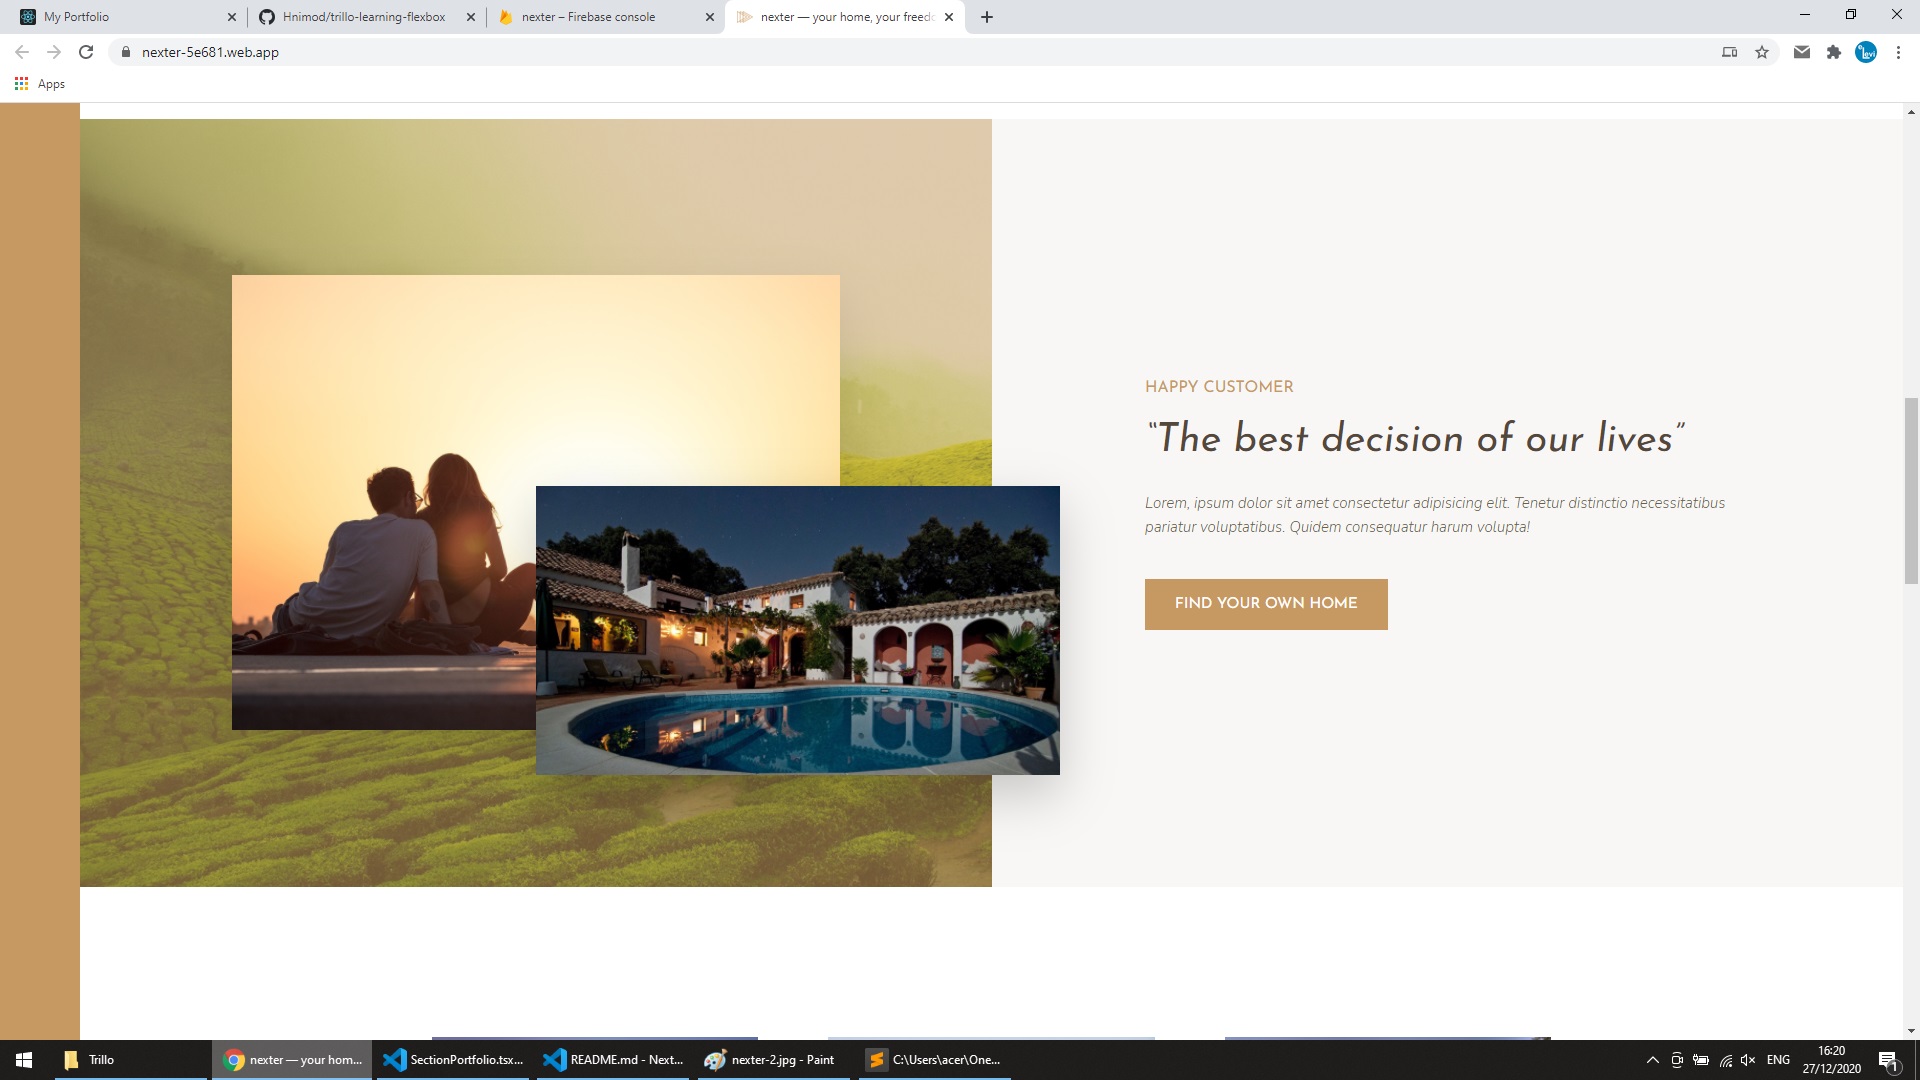 My Portfolio
Hnimod/trillo-learning-flexbox
nexter – Firebase console
nexter — your home, your freedo
nexter-5e681.web.app
Apps
HAPPY CUSTOMER
“The best decision of our lives”
Lorem, ipsum dolor sit amet consectetur adipisicing elit. Tenetur distinctio necessitatibus
pariatur voluptatibus. Quidem consequatur harum volupta!
FIND YOUR OWN HOME
Trillo
nexter — your hom...
SectionPortfolio.tsx...
README.md - Next...
nexter-2.jpg - Paint
C:\Users\acer\One...
ENG
16:20
27/12/2020
1